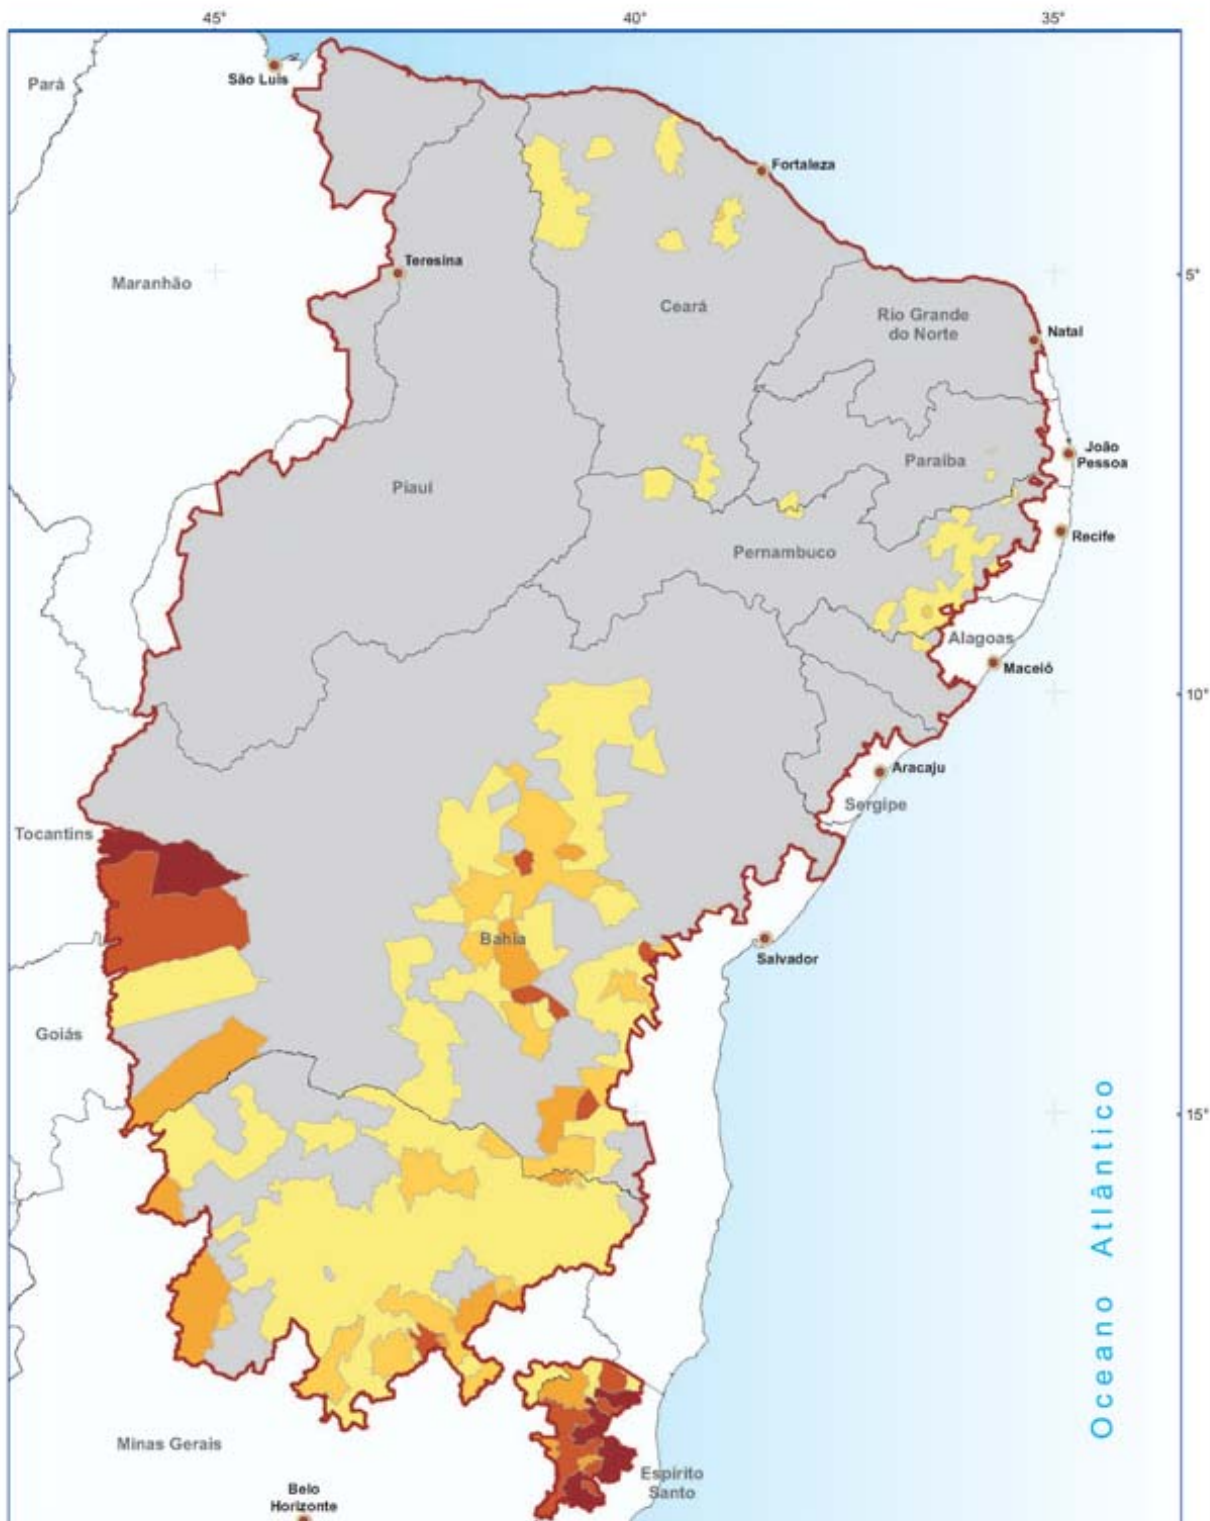 45°
40°
35°
Pará
São Luís
Fortaleza
Teresina
Maranhão
5°
Ceará
Rio Grande
do Norte
Natal
João
Pessoa
Paraíba
Piauí
Recife
Pernambuco
Alagoas
Maceió
10°
Aracaju
Sergipe
Tocantins
Bahia
Salvador
Goiás
15°
Oceano Atlântico
Minas Gerais
Espírito
Santo
Belo
Horizonte